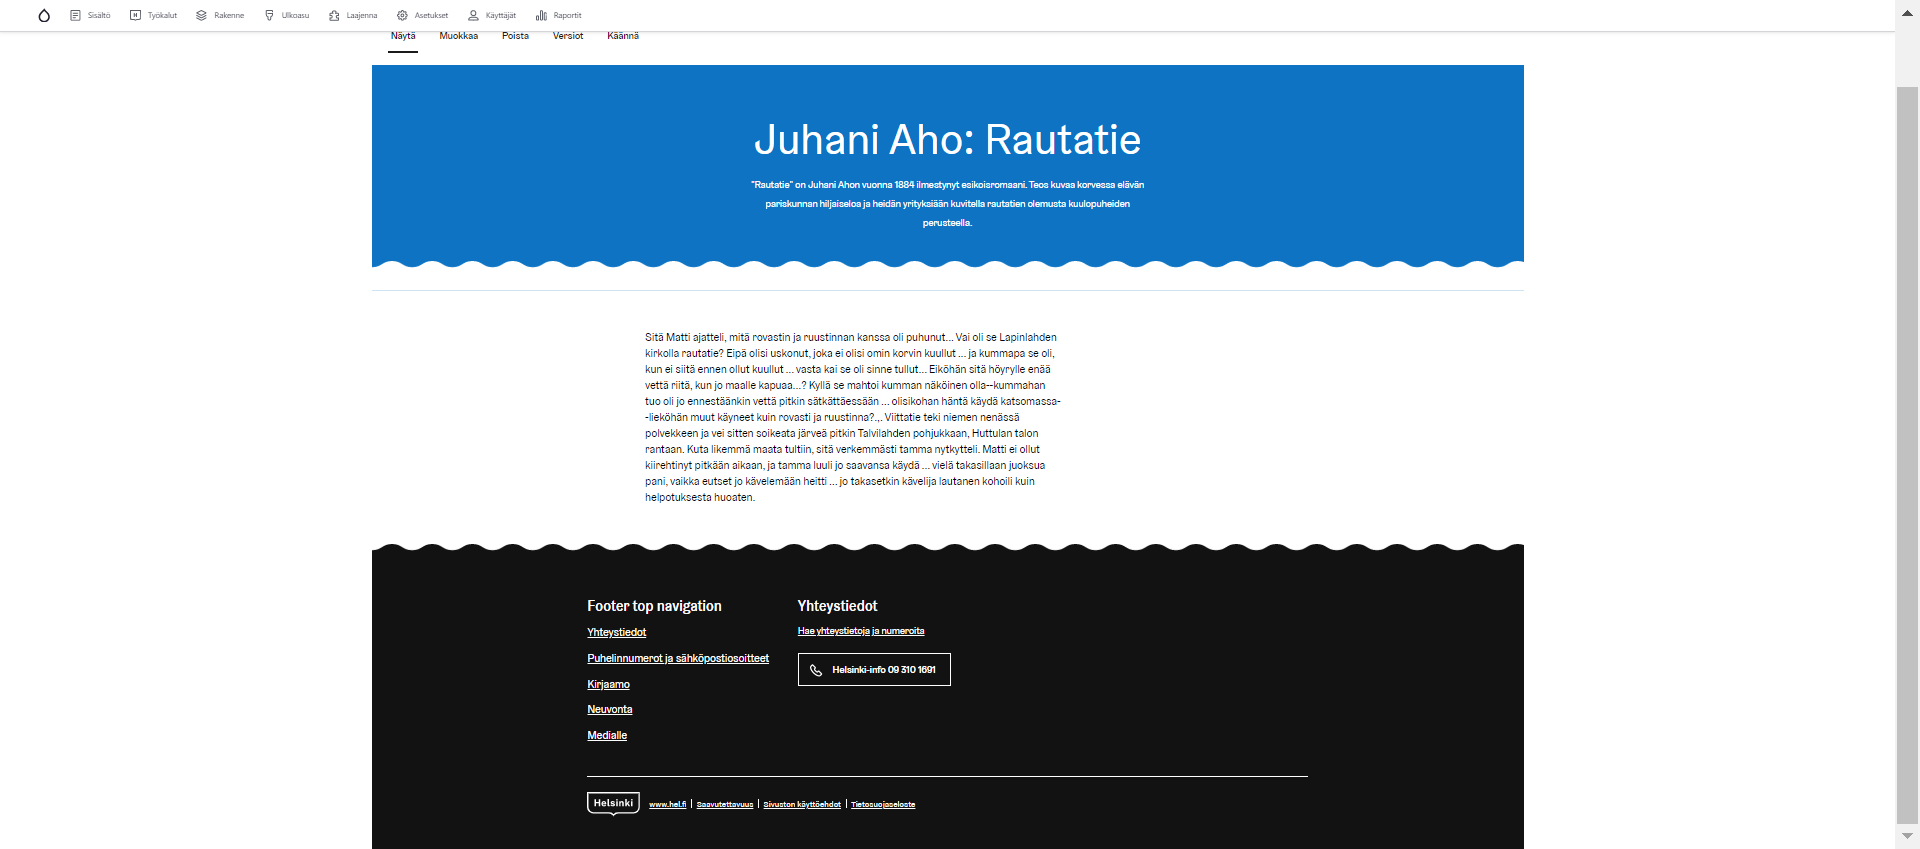 Sisältö Työkalut Rakenne Ulkoasu Laajenna Asetukset Käyttäjät Raportit
Näytä Muokkaa Poista Versiot Käännä
Juhani Aho: Rautatie
"Rautatie" on Juhani Ahon vuonna 1884 ilmestynyt esikoisromaani. Teos kuvaa korvessa elävän
pariskunnan hiljaiseloa ja heidän yrityksiään kuvitella rautatien olemusta kuulopuheiden
perusteella.
Sitä Matti ajatteli, mitä rovastin ja ruustinnan kanssa oli puhunut... Vai oli se Lapinlahden
kirkolla rautatie? Eipä olisi uskonut, joka ei olisi omin korvin kuullut ... ja kummapa se oli,
kun ei siitä ennen ollut kuullut ... vasta kai se oli sinne tullut... Eiköhän sitä höyrylle enää
vettä riitä, kun jo maalle kapuaa...? Kyllä se mahtoi kumman näköinen olla--kummahan
tuo oli jo ennestäänkin vettä pitkin sätkättäessään ... olisikohan häntä käydä katsomassa-
-lieköhän muut käyneet kuin rovasti ja ruustinna?.,. Viittatie teki niemen nenässä
polvekkeen ja vei sitten soikeata järveä pitkin Talvilahden pohjukkaan, Huttulan talon
rantaan. Kuta likemmä maata tultiin, sitä verkemmästi tamma nytkytteli. Matti ei ollut
kiirehtinyt pitkään aikaan, ja tamma luuli jo saavansa käydä ... vielä takasillaan juoksua
pani, vaikka eutset jo kävelemään heitti ... jo takasetkin kävelijä lautanen kohoili kuin
helpotuksesta huoaten.
Footer top navigation
Yhteystiedot
Puhelinnumerot ja sähköpostiosoitteet
Kirjaamo
Neuvonta
Medialle
Yhteystiedot
Hae yhteystietoja ja numeroita
Helsinki-info 09 310 1691
Helsinki www.hel.fi Saavutettavuus Sivuston käyttöehdot Tietosuojaseloste